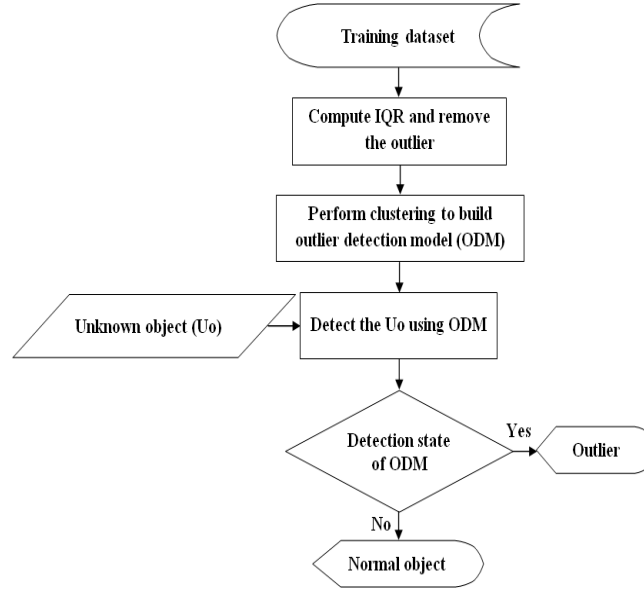 Training dataset
Compute IQR and remove
the outlier
Perform clustering to build
outlier detection model (ODM)
Unknown object (Uo)
Detect the Uo using ODM
Detection state
of ODM
Yes
Outlier
No
Normal object